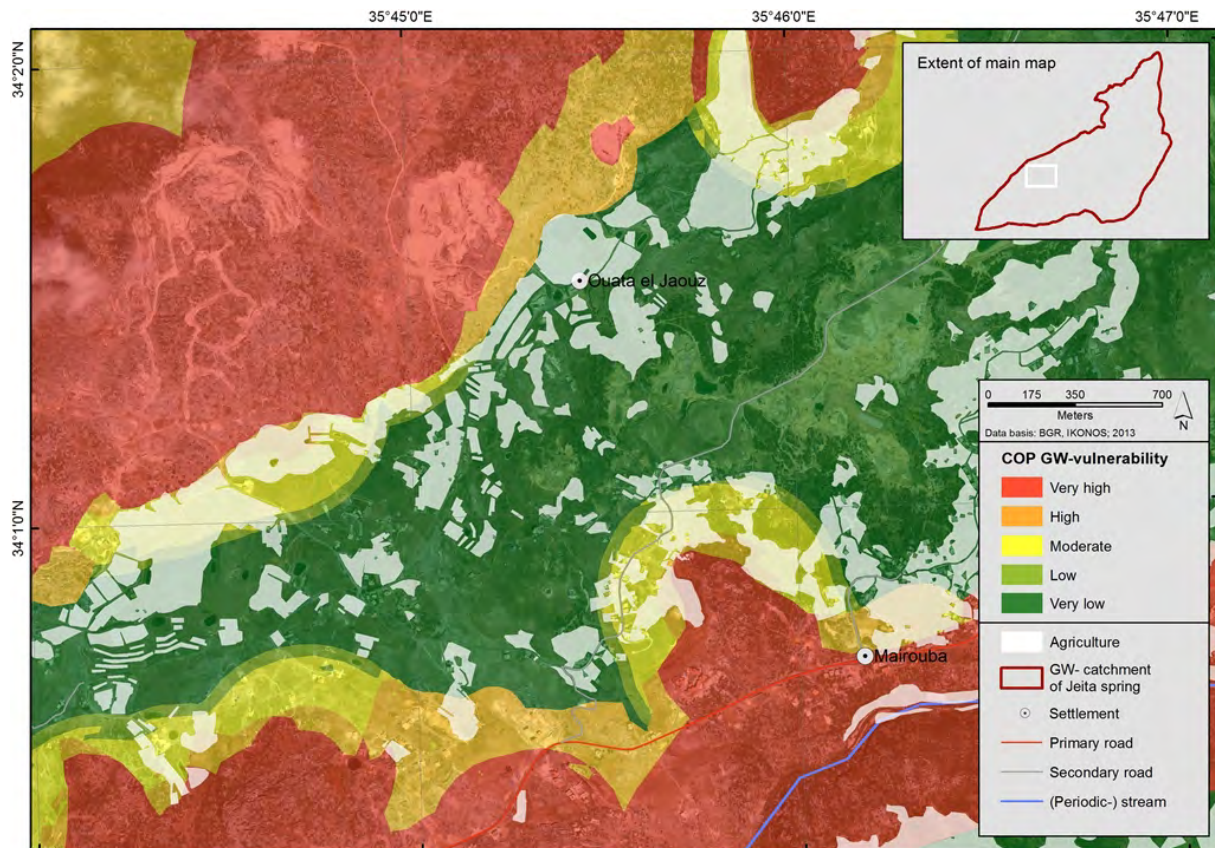 35°45'0"E
35°46'0"E
35°47'0"E
34°2'0"N
34°1'0"N
Extent of main map
Ouata el Jaouz
Mairouba
0 175 350 700
Meters
N
Data basis: BGR, IKONOS; 2013
COP GW-vulnerability
Very high
High
Moderate
Low
Very low
Agriculture
GW- catchment
of Jeita spring
Settlement
Primary road
Secondary road
(Periodic-) stream